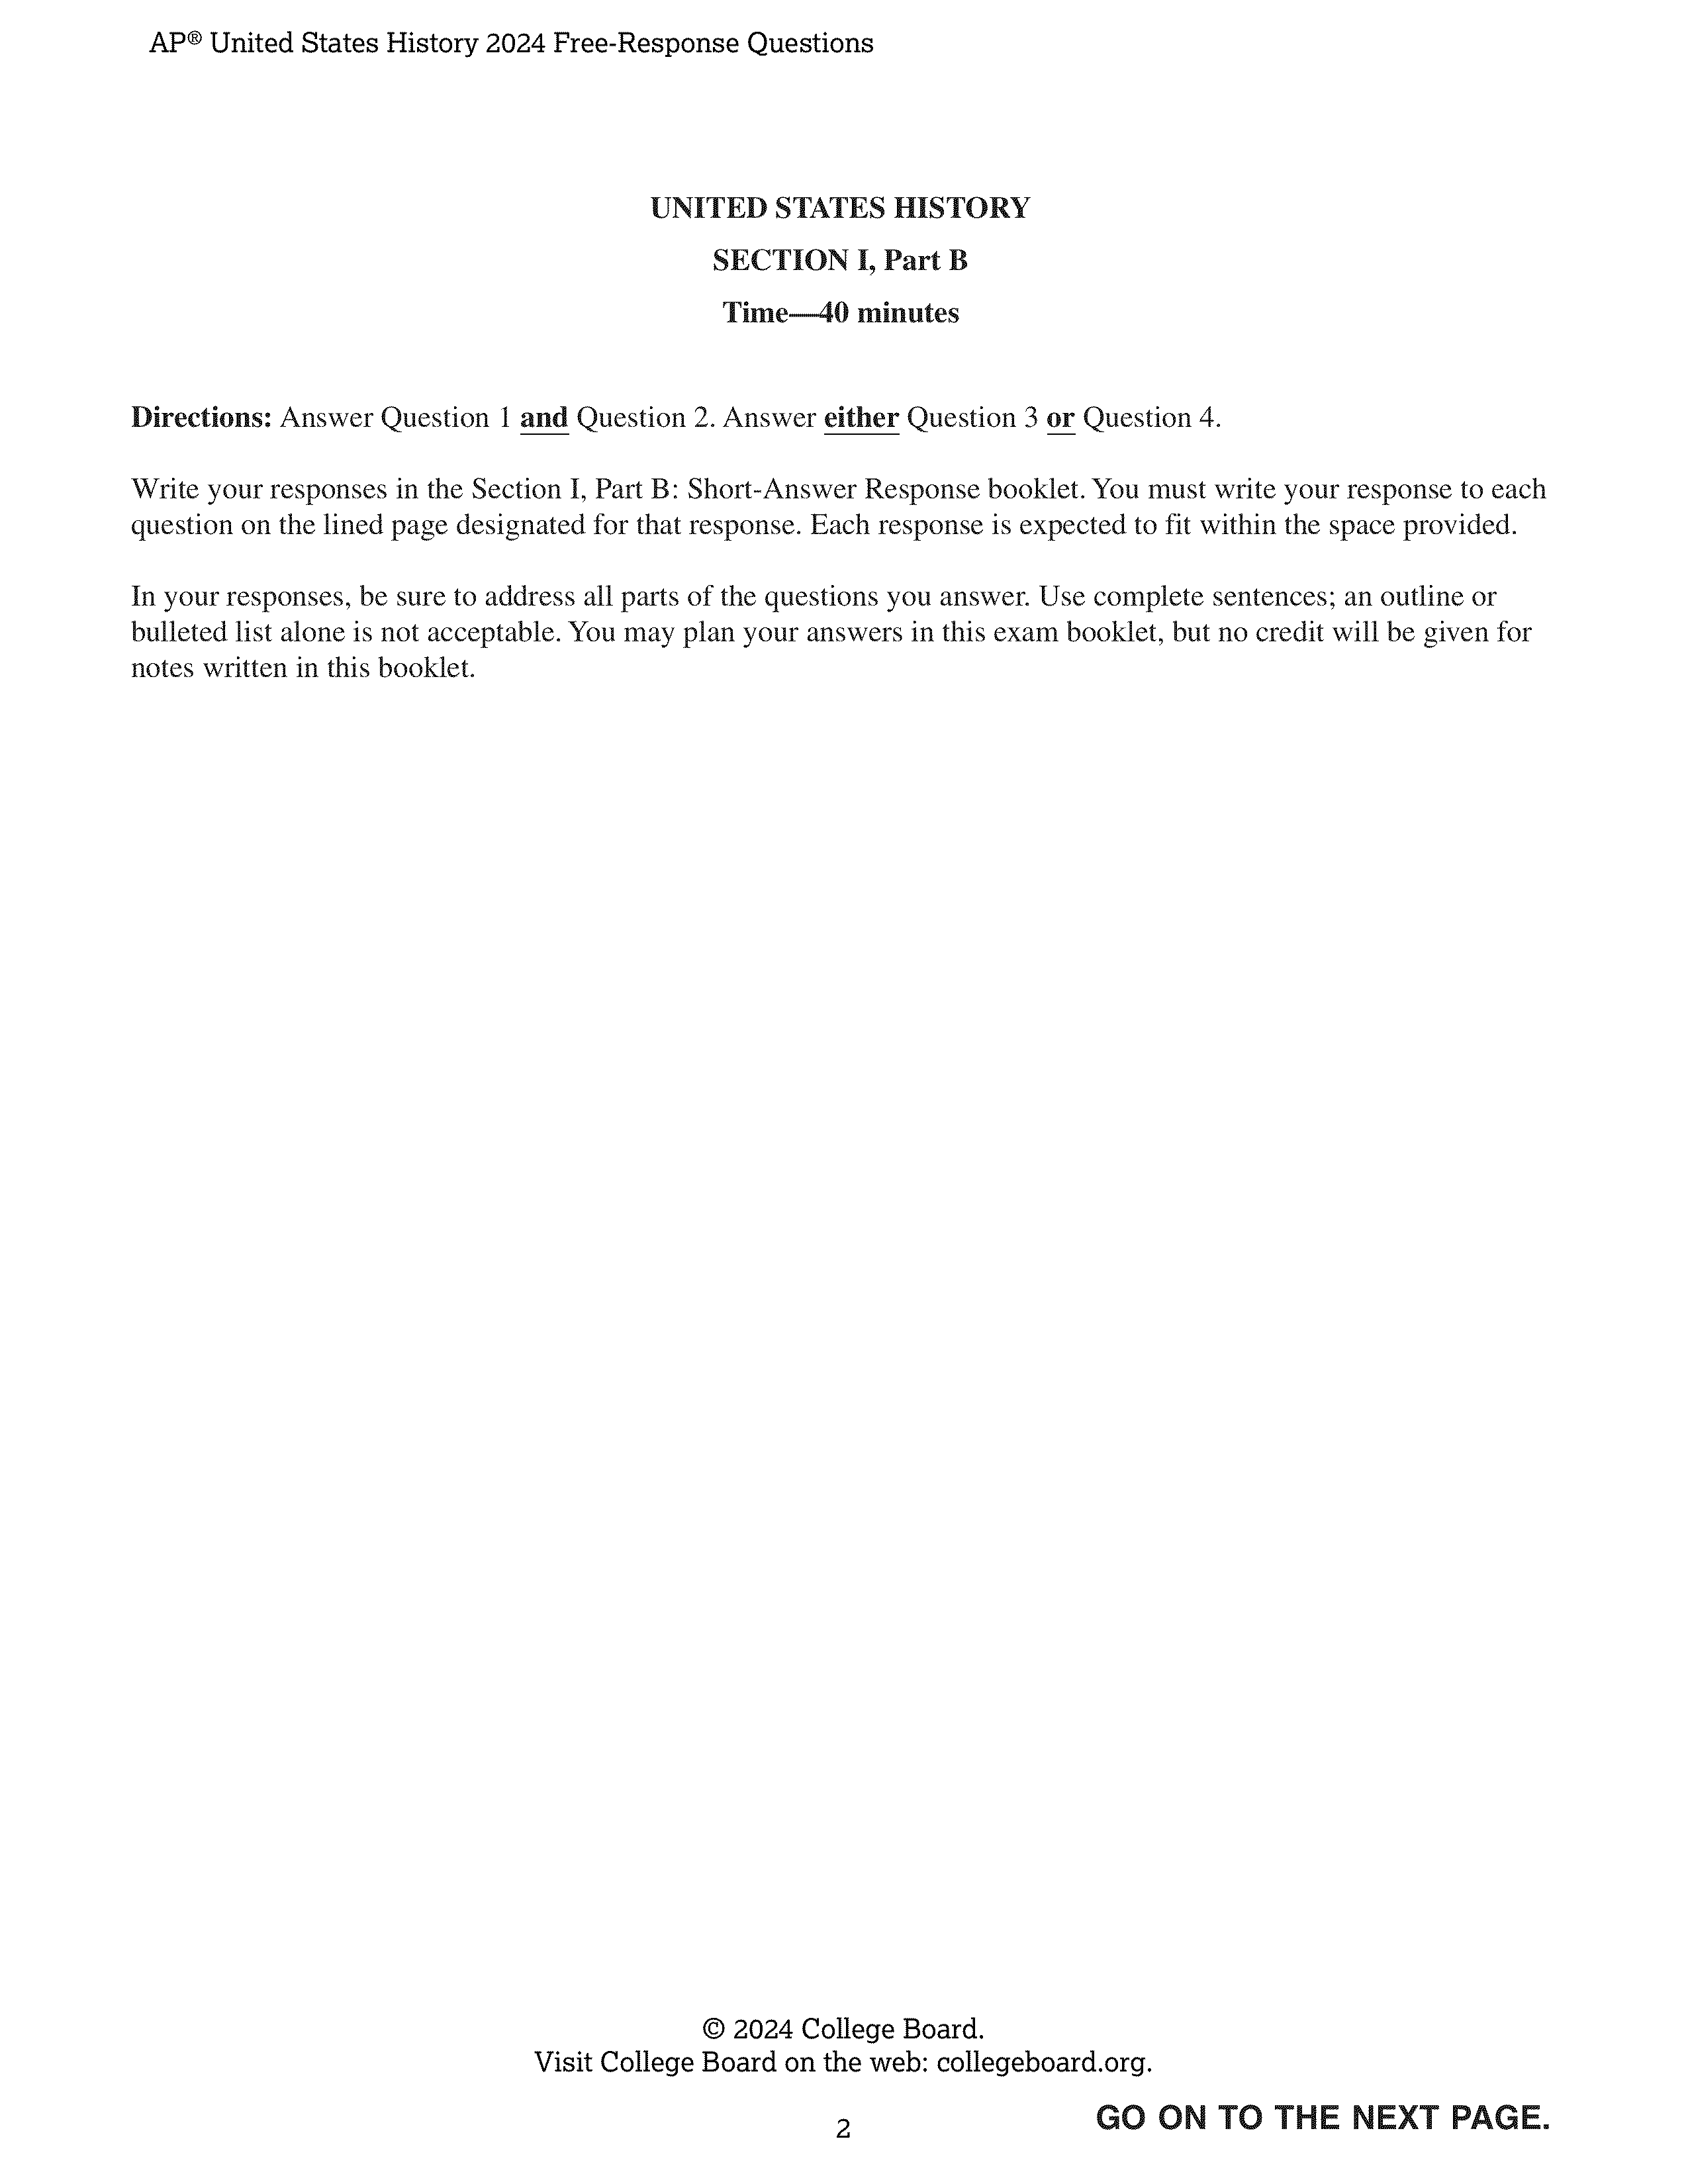 AP® United States History 2024 Free-Response Questions
UNITED STATES HISTORY
SECTION I, Part B
Time—40 minutes
Directions: Answer Question 1 and Question 2. Answer either Question 3 or Question 4.
Write your responses in the Section I, Part B: Short-Answer Response booklet. You must write your response to each
question on the lined page designated for that response. Each response is expected to fit within the space provided.
In your responses, be sure to address all parts of the questions you answer. Use complete sentences; an outline or
bulleted list alone is not acceptable. You may plan your answers in this exam booklet, but no credit will be given for
notes written in this booklet.
© 2024 College Board.
Visit College Board on the web: collegeboard.org.
GO ON TO THE NEXT PAGE.
2